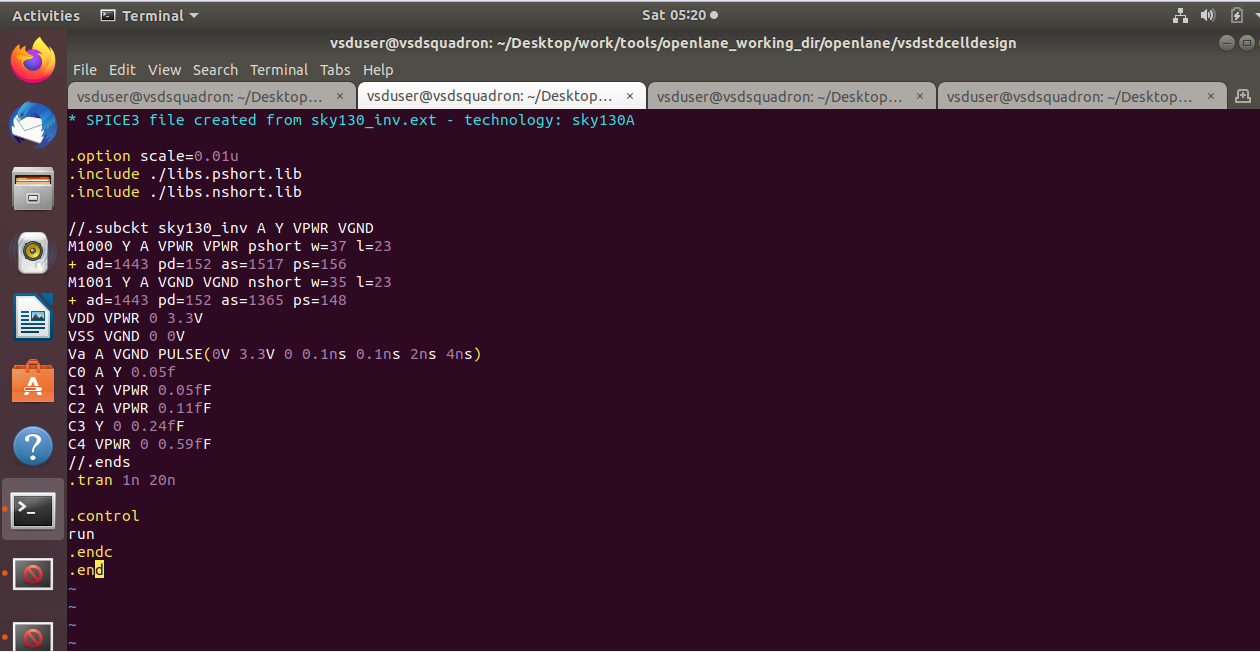 Activities Terminal Sat 05:20
vsduser@vsdsquadron: ~/Desktop/work/tools/openlane_working_dir/openlane/vsdstdcelldesign
File Edit View Search Terminal Tabs Help
vsduser@vsdsquadron: ~/Desktop... × vsduser@vsdsquadron: ~/Desktop... × vsduser@vsdsquadron: ~/Desktop... × vsduser@vsdsquadron: ~/Desktop... ×
* SPICE3 file created from sky130_inv.ext - technology: sky130A
.option scale=0.01u
.include ./libs.pshort.lib
.include ./libs.nshort.lib
//.subckt sky130_inv A Y VPWR VGND
M1000 Y A VPWR VPWR pshort w=37 l=23
+ ad=1443 pd=152 as=1517 ps=156
M1001 Y A VGND VGND nshort w=35 l=23
+ ad=1443 pd=152 as=1365 ps=148
VDD VPWR 0 3.3V
VSS VGND 0 0V
Va A VGND PULSE(0V 3.3V 0 0.1ns 0.1ns 2ns 4ns)
C0 A Y 0.05f
C1 Y VPWR 0.05fF
C2 A VPWR 0.11fF
C3 Y 0 0.24fF
C4 VPWR 0 0.59fF
//.ends
.tran 1n 20n
.control
run
.endc
.end
~
~
~
~